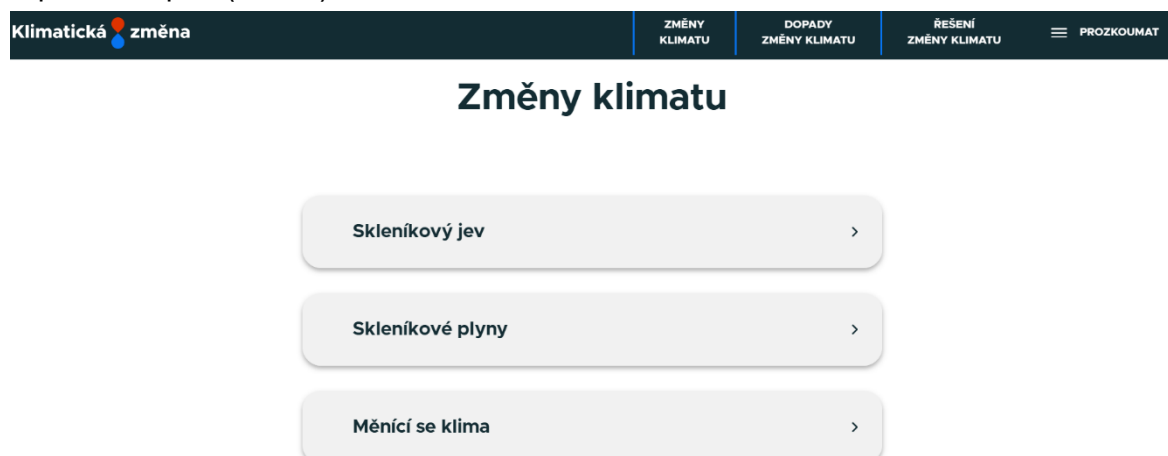 Klimatická změna
ZMĚNY
KLIMATU
DOPADY
ZMĚNY KLIMATU
ŘEŠENÍ
ZMĚNY KLIMATU
PROZKOUMAT
Změny klimatu
Skleníkový jev
Skleníkové plyny
Měnící se klima